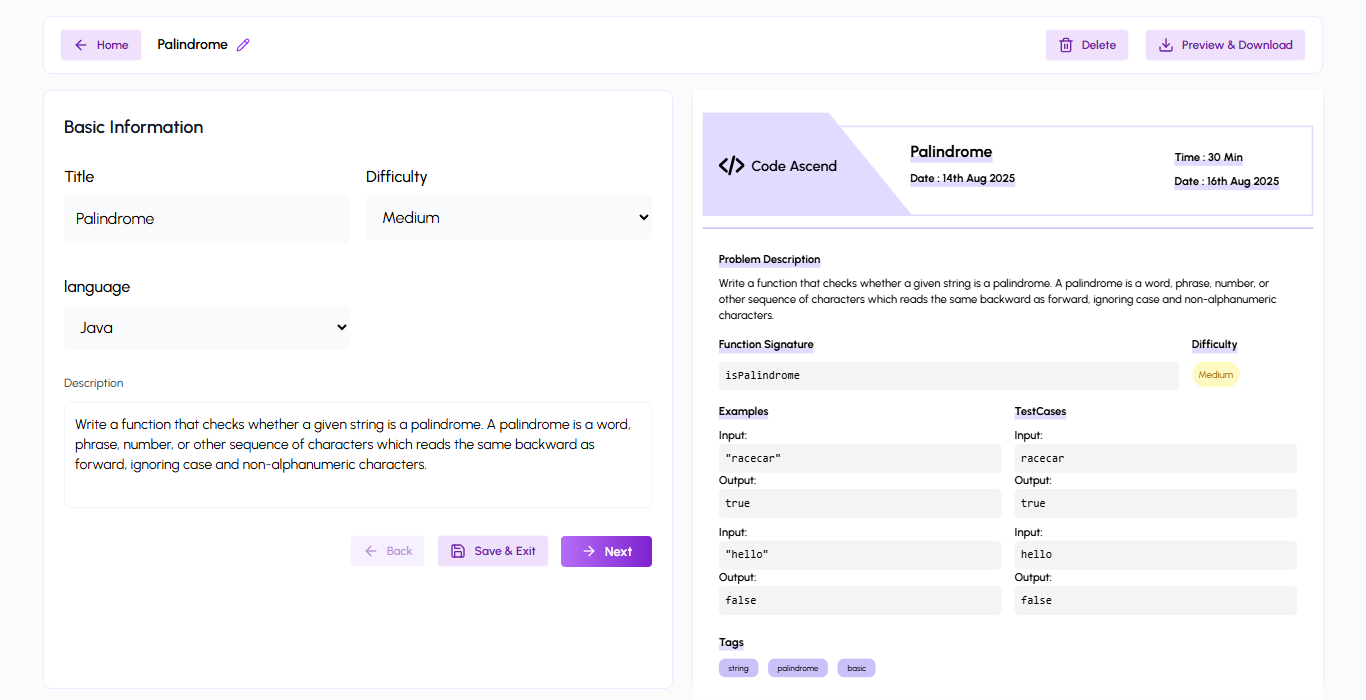 Home
Palindrome
Delete
Preview & Download
Basic Information
Title
Difficulty
Palindrome
Medium
language
Java
Description
Write a function that checks whether a given string is a palindrome. A palindrome is a word,
phrase, number, or other sequence of characters which reads the same backward as
forward, ignoring case and non-alphanumeric characters.
Back
Save & Exit
Next
</> Code Ascend
Palindrome
Date : 14th Aug 2025
Time : 30 Min
Date : 16th Aug 2025
Problem Description
Write a function that checks whether a given string is a palindrome. A palindrome is a word, phrase, number, or
other sequence of characters which reads the same backward as forward, ignoring case and non-alphanumeric
characters.
Function Signature
Difficulty
isPalindrome
Medium
Examples
Input:
"racecar"
Output:
true
Input:
"hello"
Output:
false
TestCases
Input:
racecar
Output:
true
Input:
hello
Output:
false
Tags
string
palindrome
basic